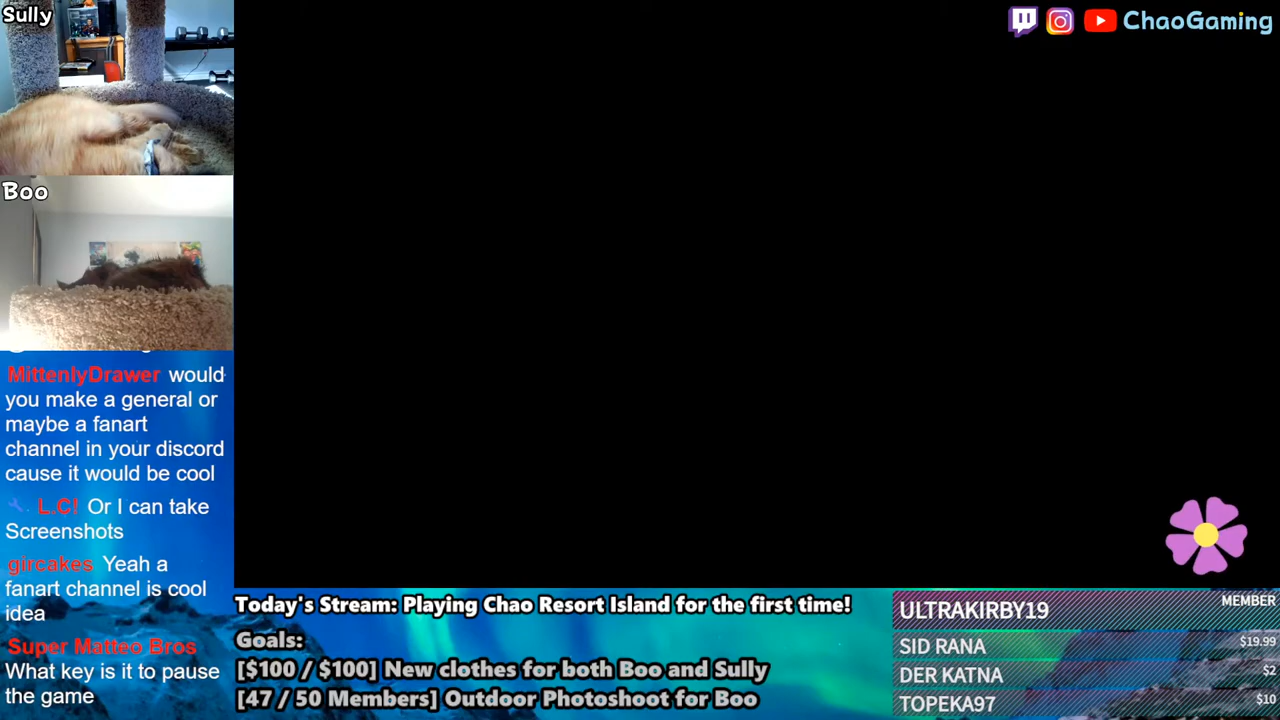 Sully
ChaoGaming
Boo
MittenlyDrawer would
you make a general or
maybe a fanart
channel in your discord
cause it would be cool
L.C! Or I can take
Screenshots
gircakes Yeah a
fanart channel is cool
idea
Super Matteo Bros
What key is it to pause
the game
Today's Stream: Playing Chao Resort Island for the first time!
Goals:
[$100 / $100] New clothes for both Boo and Sully
[47 / 50 Members] Outdoor Photoshoot for Boo
ULTRAKIRBY19 MEMBER
SID RANA $19.99
DER KATNA $2
TOPEKA97 $10